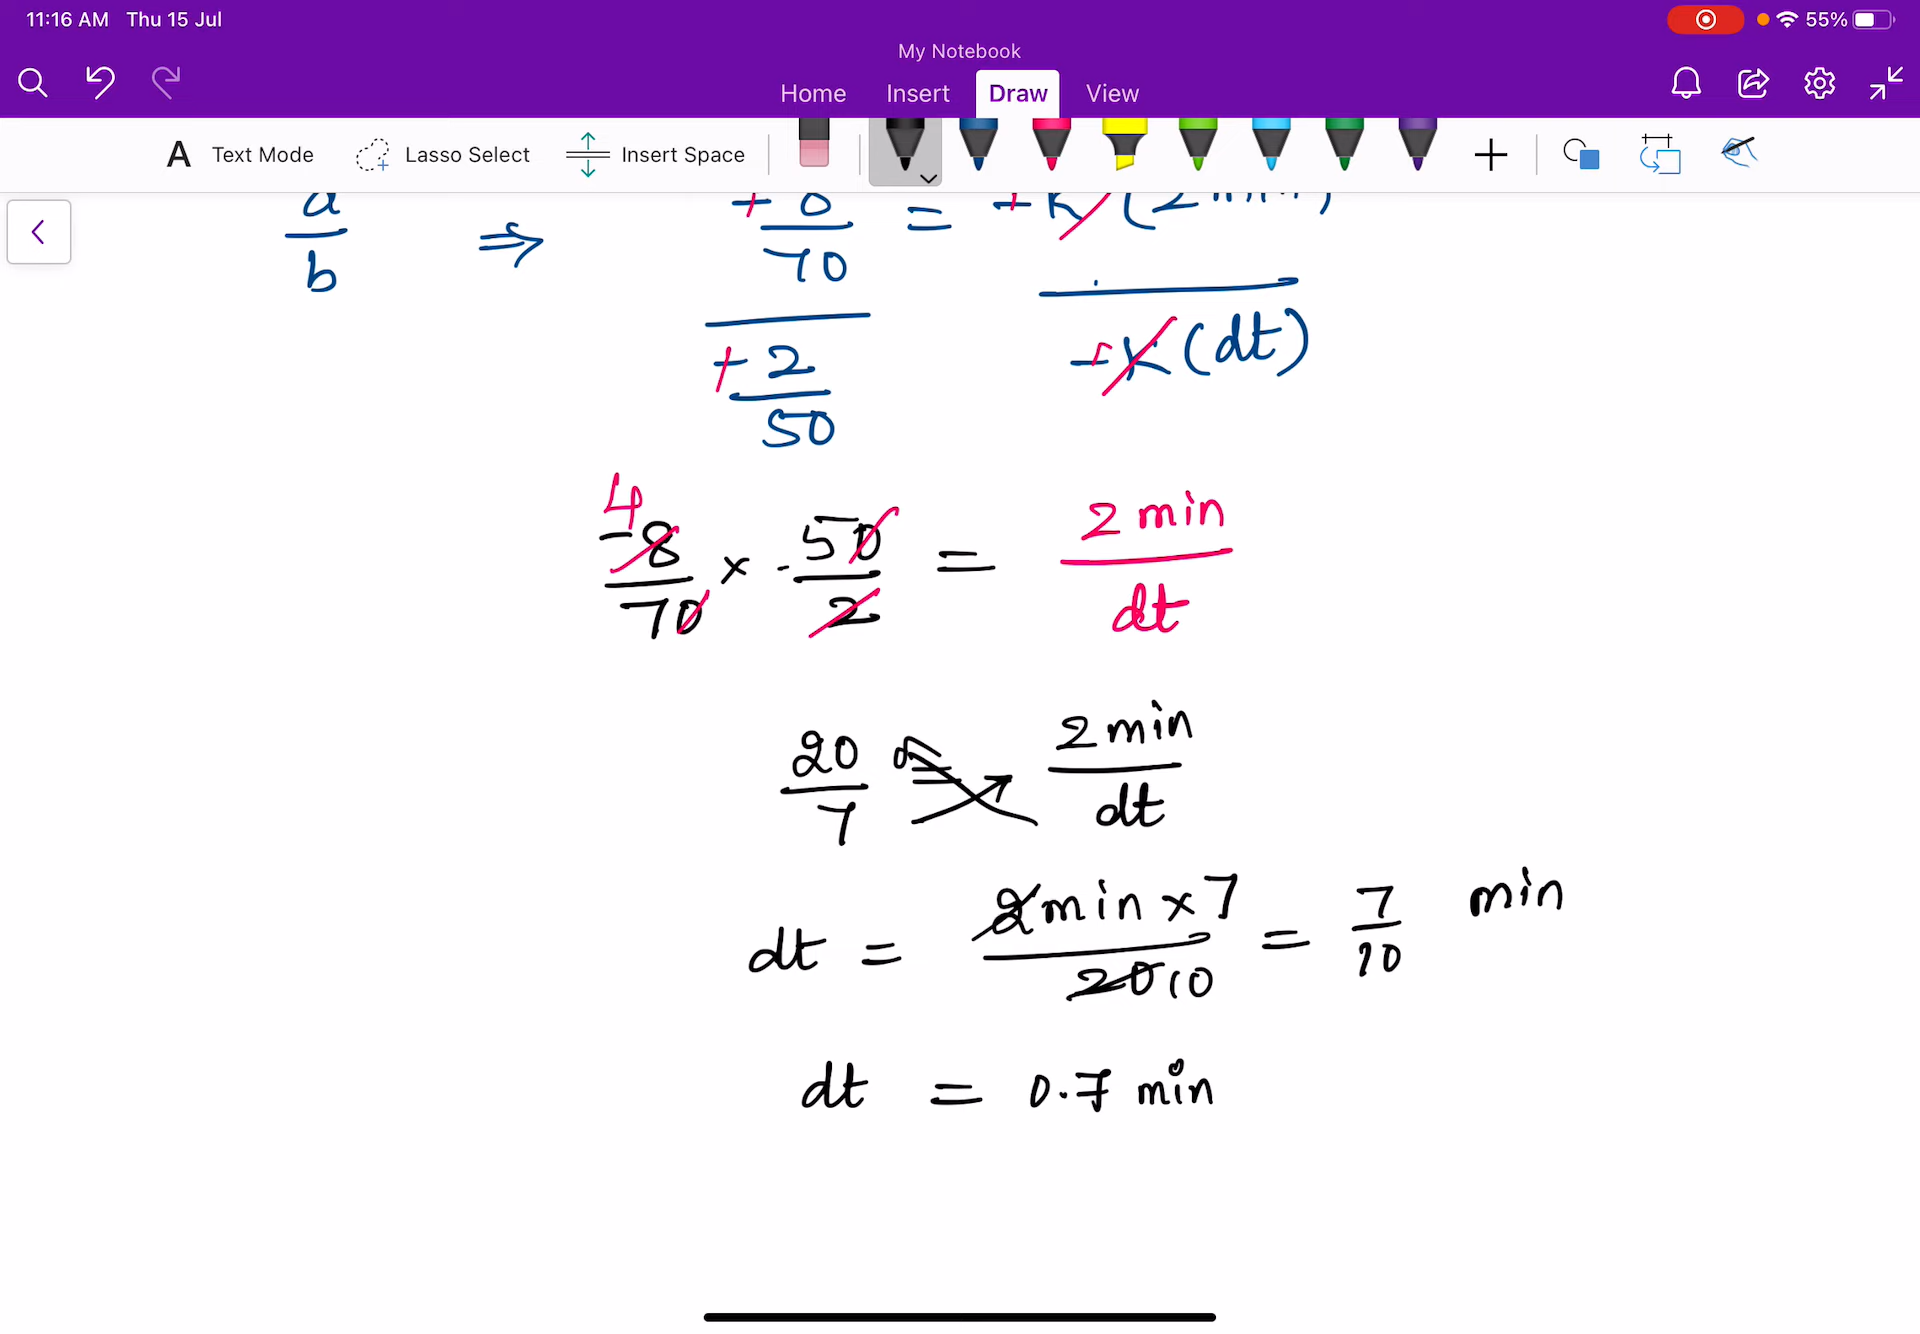 11:16 AM Thu 15 Jul
55%
My Notebook
Home Insert Draw View
A Text Mode Lasso Select Insert Space
a/b ⇒ 70 = (2 min)
2/50 -K(dt)
4
-8/70 x -50/2 = 2 min/dt
20/7 = 2 min/dt
dt = 2 min x 7/20 10 = 7/10 min
dt = 0.7 min